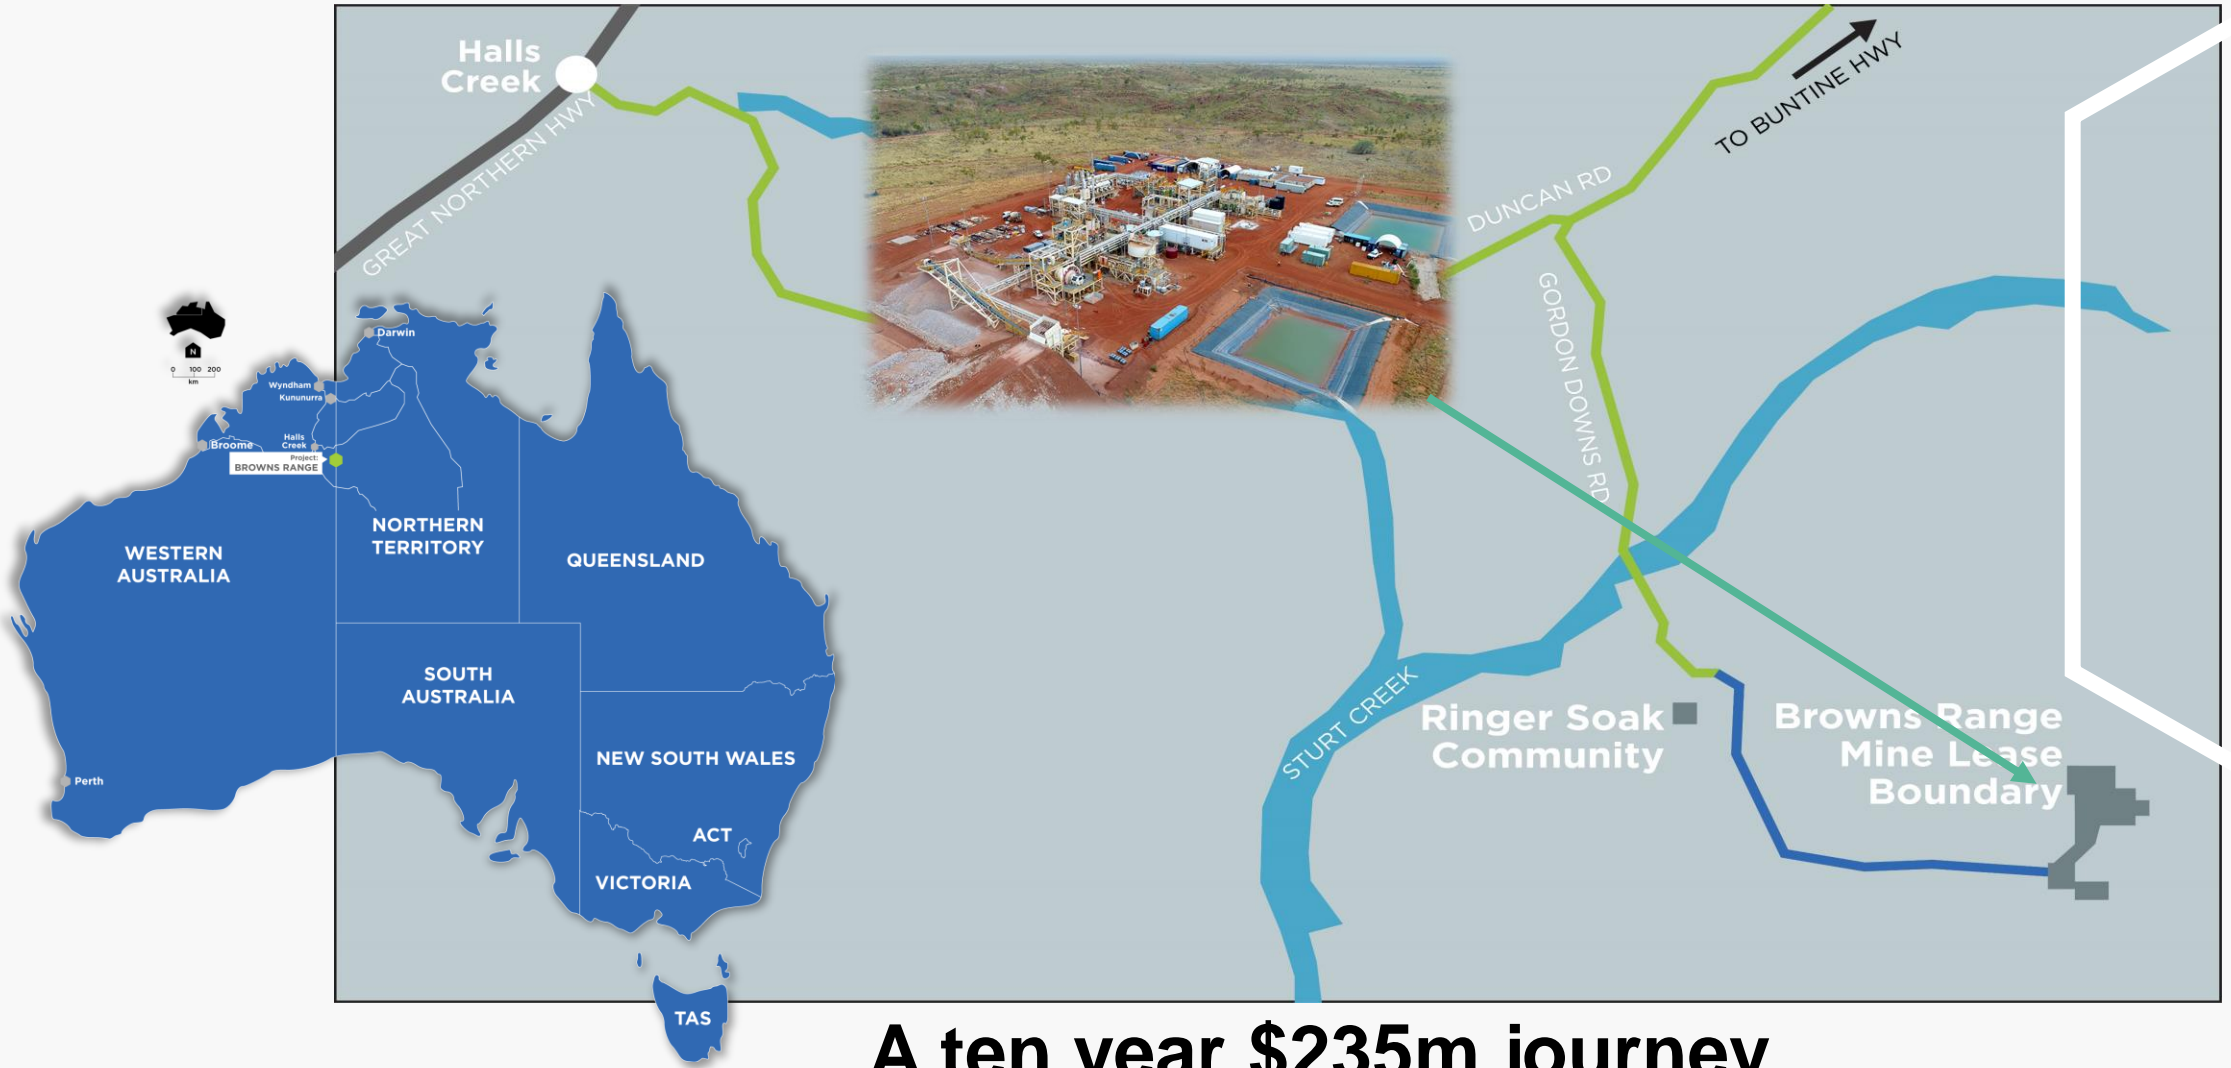 Halls
Creek
GREAT NORTHERN HWY
TO BUNTINE HWY
DUNCAN RD
GORDON DOWNS RD
STURT CREEK
Ringer Soak
Community
Browns Range
Mine Lease
Boundary
N
0 100 200
km
Darwin
Wyndham
Kununurra
Halls
Creek
Broome
Project:
BROWNS RANGE
NORTHERN
TERRITORY
WESTERN
AUSTRALIA
QUEENSLAND
SOUTH
AUSTRALIA
NEW SOUTH WALES
Perth
ACT
VICTORIA
TAS
A ten year $235m journey